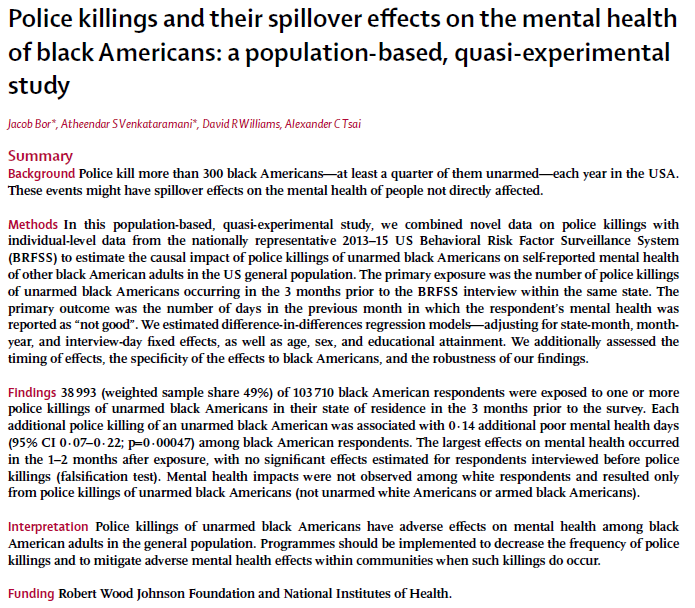 Police killings and their spillover effects on the mental health
of black Americans: a population-based, quasi-experimental
study
Jacob Bor*, Atheendar S Venkataramani*, David R Williams, Alexander C Tsai
Summary
Background Police kill more than 300 black Americans—at least a quarter of them unarmed—each year in the USA.
These events might have spillover effects on the mental health of people not directly affected.
Methods In this population-based, quasi-experimental study, we combined novel data on police killings with
individual-level data from the nationally representative 2013–15 US Behavioral Risk Factor Surveillance System
(BRFSS) to estimate the causal impact of police killings of unarmed black Americans on self-reported mental health
of other black American adults in the US general population. The primary exposure was the number of police killings
of unarmed black Americans occurring in the 3 months prior to the BRFSS interview within the same state. The
primary outcome was the number of days in the previous month in which the respondent's mental health was
reported as “not good”. We estimated difference-in-differences regression models—adjusting for state-month, month-
year, and interview-day fixed effects, as well as age, sex, and educational attainment. We additionally assessed the
timing of effects, the specificity of the effects to black Americans, and the robustness of our findings.
Findings 38 993 (weighted sample share 49%) of 103 710 black American respondents were exposed to one or more
police killings of unarmed black Americans in their state of residence in the 3 months prior to the survey. Each
additional police killing of an unarmed black American was associated with 0·14 additional poor mental health days
(95% CI 0·07–0·22; p=0·00047) among black American respondents. The largest effects on mental health occurred
in the 1–2 months after exposure, with no significant effects estimated for respondents interviewed before police
killings (falsification test). Mental health impacts were not observed among white respondents and resulted only
from police killings of unarmed black Americans (not unarmed white Americans or armed black Americans).
Interpretation Police killings of unarmed black Americans have adverse effects on mental health among black
American adults in the general population. Programmes should be implemented to decrease the frequency of police
killings and to mitigate adverse mental health effects within communities when such killings do occur.
Funding Robert Wood Johnson Foundation and National Institutes of Health.